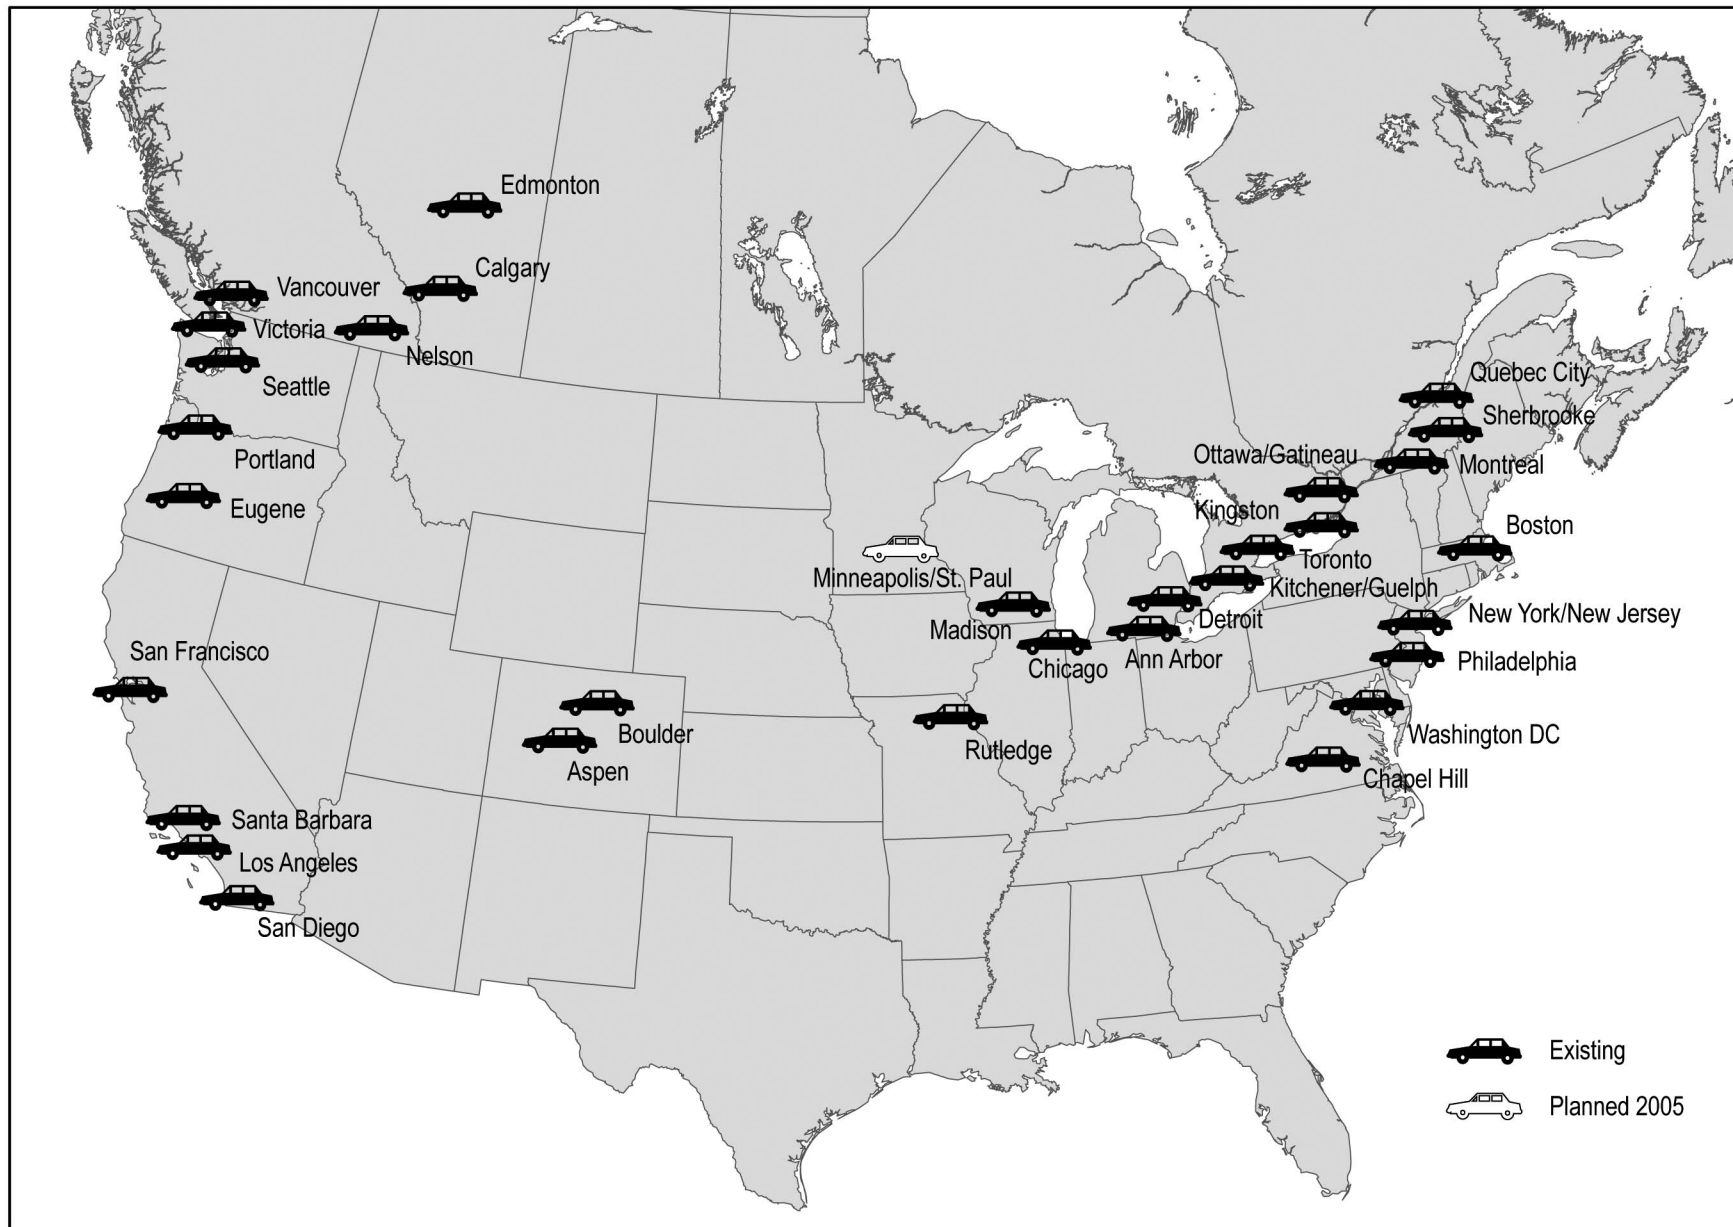 Edmonton
Calgary
Vancouver
Victoria
Nelson
Seattle
Portland
Eugene
San Francisco
Boulder
Aspen
Santa Barbara
Los Angeles
San Diego
Minneapolis/St. Paul
Madison
Chicago
Rutledge
Ann Arbor
Detroit
Kitchener/Guelph
Toronto
Kingston
Ottawa/Gatineau
Quebec City
Sherbrooke
Montreal
Boston
New York/New Jersey
Philadelphia
Washington DC
Chapel Hill
Existing
Planned 2005